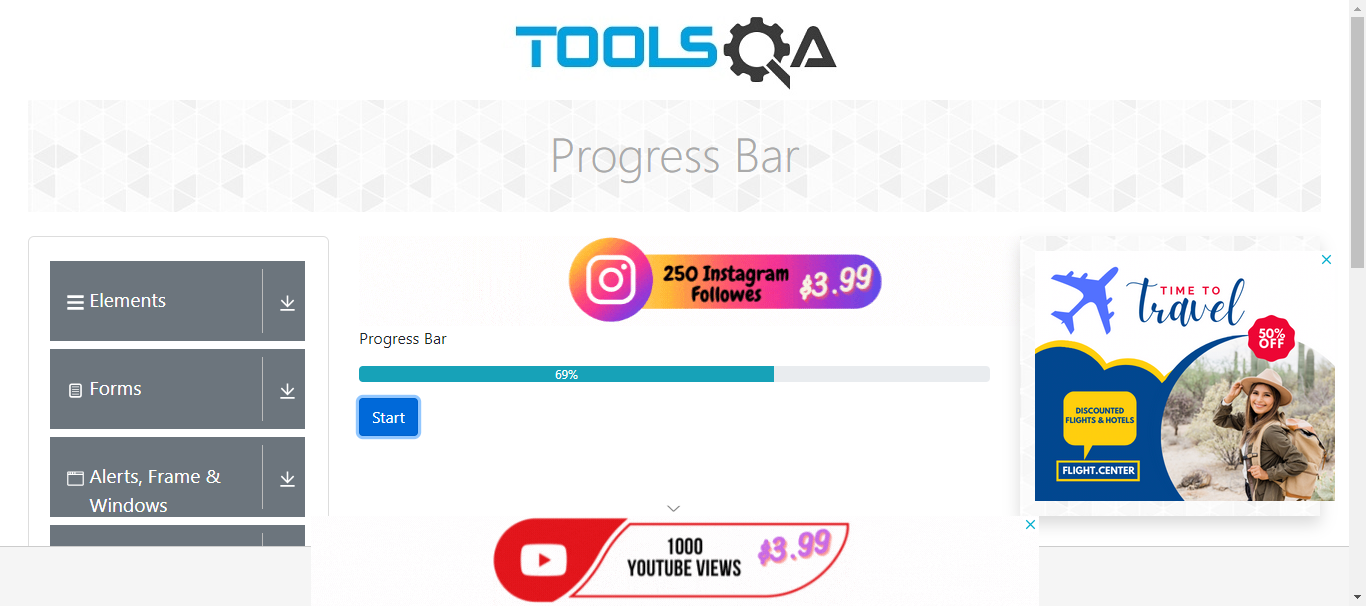 TOOLSQA
Progress Bar
Elements
Forms
Alerts, Frame &
Windows
250 Instagram
Followes
$3.99
Progress Bar
69%
Start
TIME TO
travel
50%
OFF
DISCOUNTED
FLIGHTS & HOTELS
FLIGHT.CENTER
1000
YOUTUBE VIEWS
$3.99